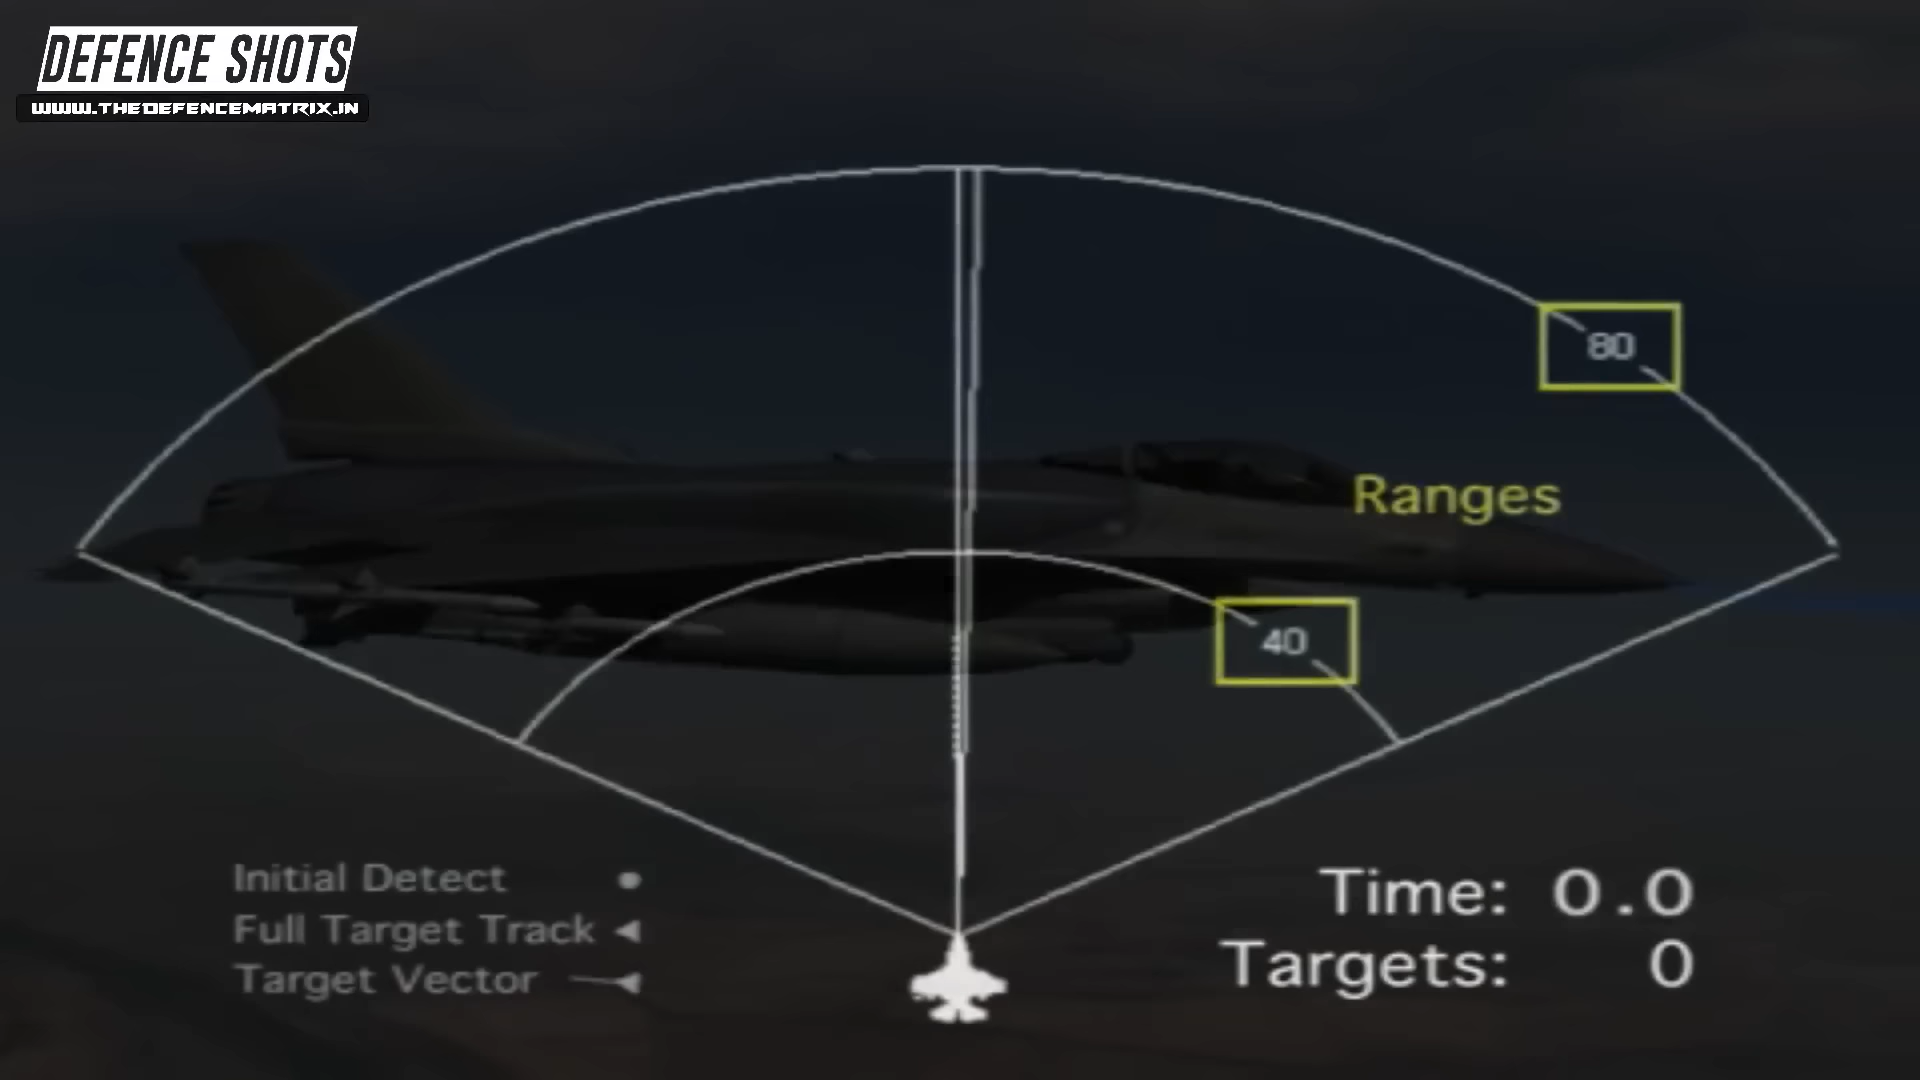 DEFENCE SHOTS
WWW.THEDEFENCEMATRIX.IN
80
Ranges
40
Initial Detect
Full Target Track
Target Vector
Time: 0.0
Targets: 0